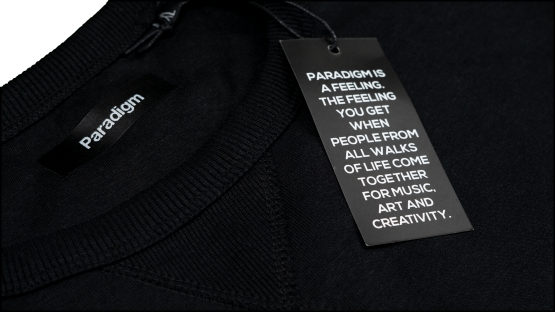 Paradigm
PARADIGM IS
A FEELING.
THE FEELING
YOU GET
WHEN
PEOPLE FROM
ALL WALKS
OF LIFE COME
TOGETHER
FOR MUSIC,
ART AND
CREATIVITY.